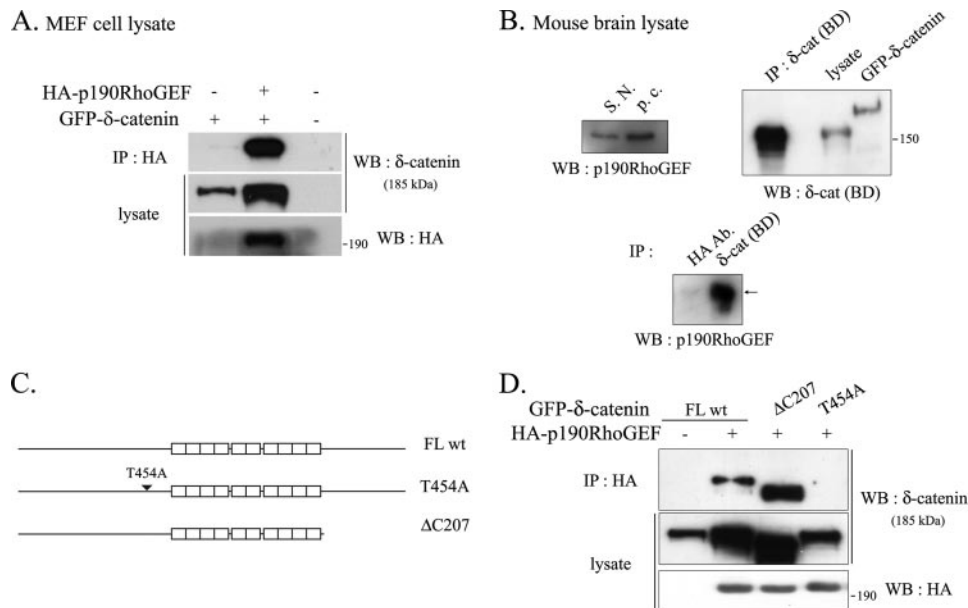 A. MEF cell lysate
HA-p190RhoGEF - + -
GFP-δ-catenin + + -
IP : HA
WB : δ-catenin
(185 kDa)
lysate
-190 WB : HA
B. Mouse brain lysate
S. N. p. c.
WB : p190RhoGEF
IP : δ-cat (BD) lysate GFP-δ-catenin
-150
WB : δ-cat (BD)
IP : HA Ab. δ-cat (BD)
WB : p190RhoGEF
C.
FL wt
T454A
T454A
ΔC207
D.
GFP-δ-catenin FL wt ΔC207 T454A
HA-p190RhoGEF - + + +
IP : HA
WB : δ-catenin
(185 kDa)
lysate
-190 WB : HA